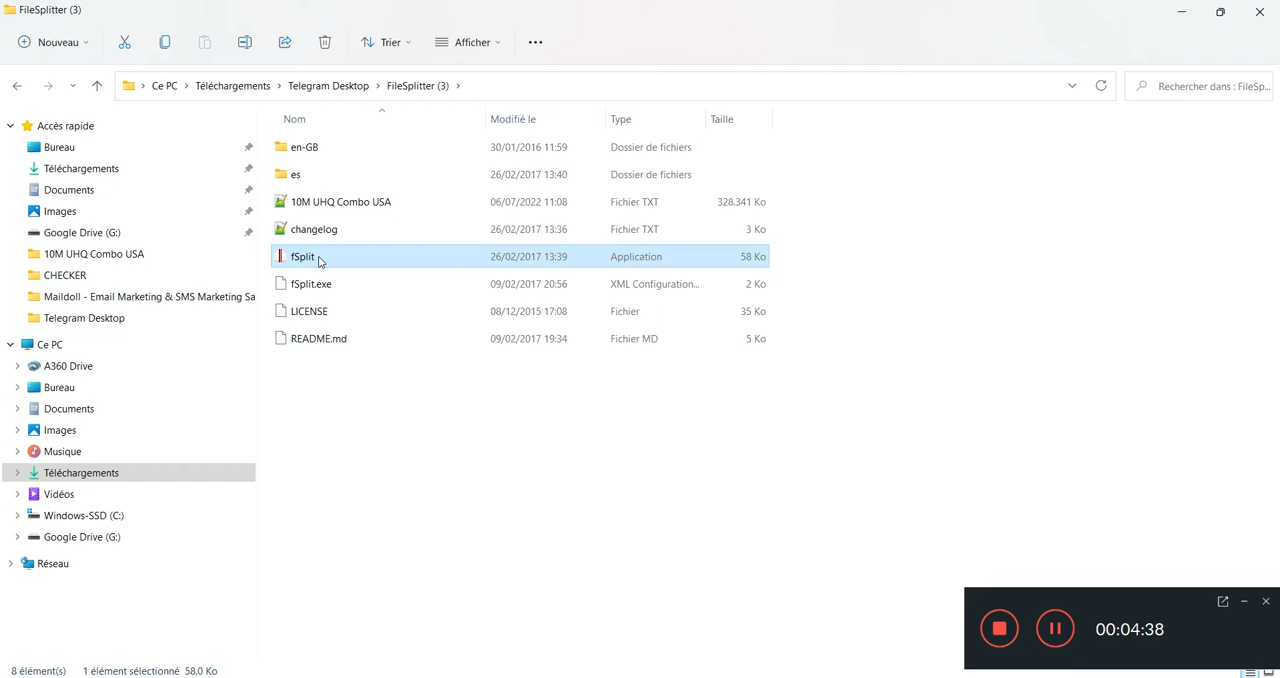 FileSplitter (3)
Nouveau
Trier
Afficher
Ce PC > Téléchargements > Telegram Desktop > FileSplitter (3) >
Rechercher dans : FileSp...
Accès rapide
Bureau
Téléchargements
Documents
Images
Google Drive (G:)
10M UHQ Combo USA
CHECKER
Maildoll - Email Marketing & SMS Marketing Sa
Telegram Desktop
Ce PC
A360 Drive
Bureau
Documents
Images
Musique
Téléchargements
Vidéos
Windows-SSD (C:)
Google Drive (G:)
Réseau
Nom Modifié le Type Taille
en-GB 30/01/2016 11:59 Dossier de fichiers
es 26/02/2017 13:40 Dossier de fichiers
10M UHQ Combo USA 06/07/2022 11:08 Fichier TXT 328.341 Ko
changelog 26/02/2017 13:36 Fichier TXT 3 Ko
fSplit 26/02/2017 13:39 Application 58 Ko
fSplit.exe 09/02/2017 20:56 XML Configuration... 2 Ko
LICENSE 08/12/2015 17:08 Fichier 35 Ko
README.md 09/02/2017 19:34 Fichier MD 5 Ko
00:04:38
8 élément(s) 1 élément sélectionné 58,0 Ko